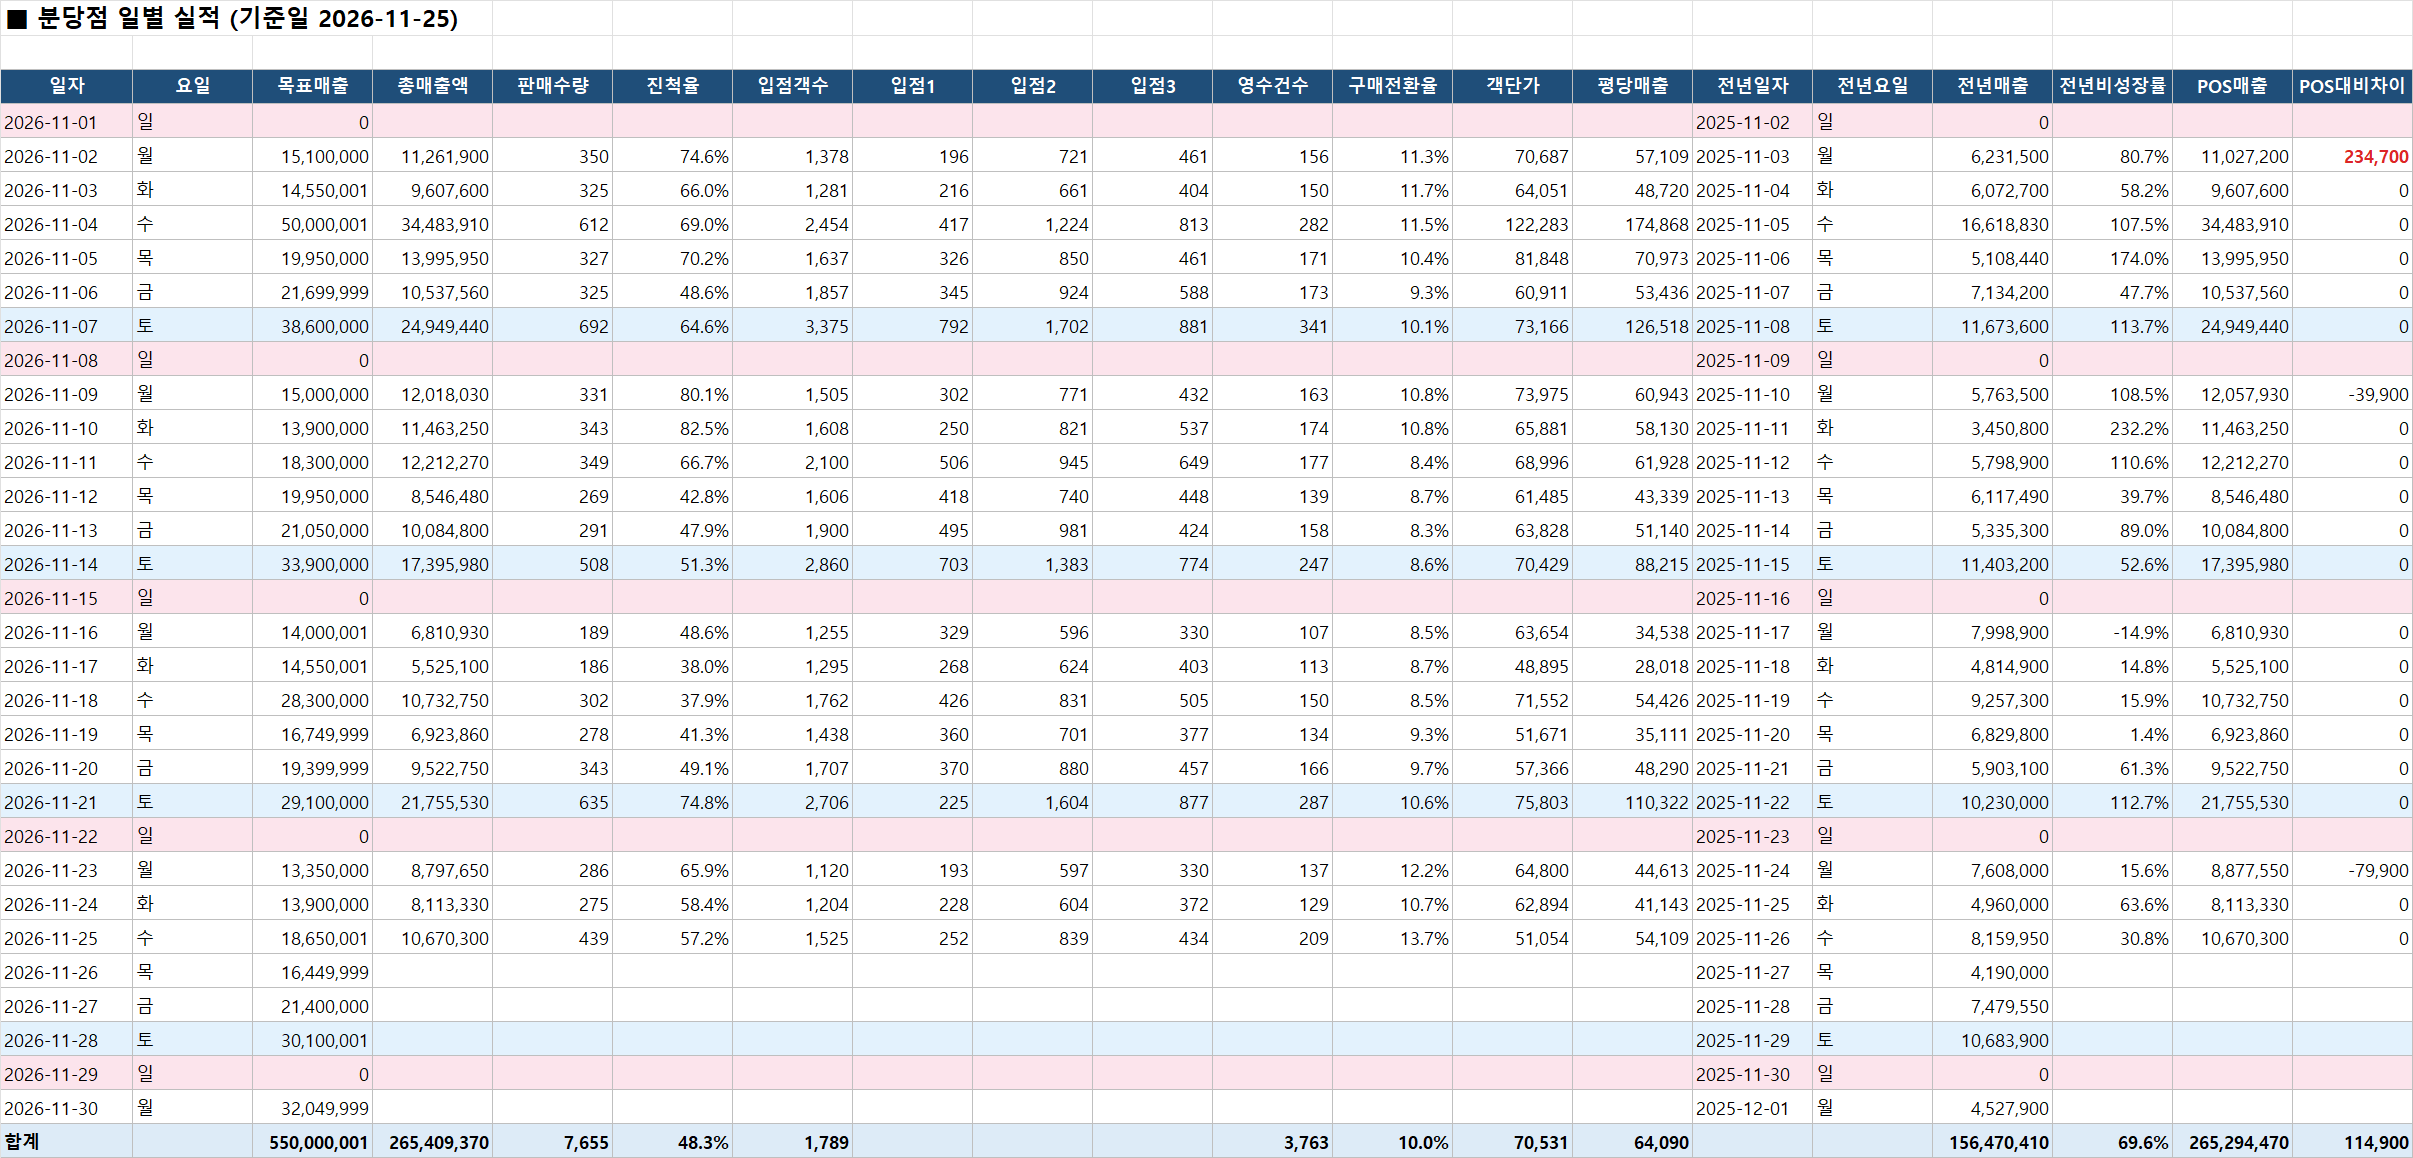 ■ 분당점 일별 실적 (기준일 2026-11-25)
일자 요일 목표매출 총매출액 판매수량 진척율 입점객수 입점1 입점2 입점3 영수건수 구매전환율 객단가 평당매출 전년일자 전년요일 전년매출 전년비성장률 POS매출 POS대비차이
2026-11-01 일 0 2025-11-02 일 0
2026-11-02 월 15,100,000 11,261,900 350 74.6% 1,378 196 721 461 156 11.3% 70,687 57,109 2025-11-03 월 6,231,500 80.7% 11,027,200 234,700
2026-11-03 화 14,550,001 9,607,600 325 66.0% 1,281 216 661 404 150 11.7% 64,051 48,720 2025-11-04 화 6,072,700 58.2% 9,607,600 0
2026-11-04 수 50,000,001 34,483,910 612 69.0% 2,454 417 1,224 813 282 11.5% 122,283 174,868 2025-11-05 수 16,618,830 107.5% 34,483,910 0
2026-11-05 목 19,950,000 13,995,950 327 70.2% 1,637 326 850 461 171 10.4% 81,848 70,973 2025-11-06 목 5,108,440 174.0% 13,995,950 0
2026-11-06 금 21,699,999 10,537,560 325 48.6% 1,857 345 924 588 173 9.3% 60,911 53,436 2025-11-07 금 7,134,200 47.7% 10,537,560 0
2026-11-07 토 38,600,000 24,949,440 692 64.6% 3,375 792 1,702 881 341 10.1% 73,166 126,518 2025-11-08 토 11,673,600 113.7% 24,949,440 0
2026-11-08 일 0 2025-11-09 일 0
2026-11-09 월 15,000,000 12,018,030 331 80.1% 1,505 302 771 432 163 10.8% 73,975 60,943 2025-11-10 월 5,763,500 108.5% 12,057,930 -39,900
2026-11-10 화 13,900,000 11,463,250 343 82.5% 1,608 250 821 537 174 10.8% 65,881 58,130 2025-11-11 화 3,450,800 232.2% 11,463,250 0
2026-11-11 수 18,300,000 12,212,270 349 66.7% 2,100 506 945 649 177 8.4% 68,996 61,928 2025-11-12 수 5,798,900 110.6% 12,212,270 0
2026-11-12 목 19,950,000 8,546,480 269 42.8% 1,606 418 740 448 139 8.7% 61,485 43,339 2025-11-13 목 6,117,490 39.7% 8,546,480 0
2026-11-13 금 21,050,000 10,084,800 291 47.9% 1,900 495 981 424 158 8.3% 63,828 51,140 2025-11-14 금 5,335,300 89.0% 10,084,800 0
2026-11-14 토 33,900,000 17,395,980 508 51.3% 2,860 703 1,383 774 247 8.6% 70,429 88,215 2025-11-15 토 11,403,200 52.6% 17,395,980 0
2026-11-15 일 0 2025-11-16 일 0
2026-11-16 월 14,000,001 6,810,930 189 48.6% 1,255 329 596 330 107 8.5% 63,654 34,538 2025-11-17 월 7,998,900 -14.9% 6,810,930 0
2026-11-17 화 14,550,001 5,525,100 186 38.0% 1,295 268 624 403 113 8.7% 48,895 28,018 2025-11-18 화 4,814,900 14.8% 5,525,100 0
2026-11-18 수 28,300,000 10,732,750 302 37.9% 1,762 426 831 505 150 8.5% 71,552 54,426 2025-11-19 수 9,257,300 15.9% 10,732,750 0
2026-11-19 목 16,749,999 6,923,860 278 41.3% 1,438 360 701 377 134 9.3% 51,671 35,111 2025-11-20 목 6,829,800 1.4% 6,923,860 0
2026-11-20 금 19,399,999 9,522,750 343 49.1% 1,707 370 880 457 166 9.7% 57,366 48,290 2025-11-21 금 5,903,100 61.3% 9,522,750 0
2026-11-21 토 29,100,000 21,755,530 635 74.8% 2,706 225 1,604 877 287 10.6% 75,803 110,322 2025-11-22 토 10,230,000 112.7% 21,755,530 0
2026-11-22 일 0 2025-11-23 일 0
2026-11-23 월 13,350,000 8,797,650 286 65.9% 1,120 193 597 330 137 12.2% 64,800 44,613 2025-11-24 월 7,608,000 15.6% 8,877,550 -79,900
2026-11-24 화 13,900,000 8,113,330 275 58.4% 1,204 228 604 372 129 10.7% 62,894 41,143 2025-11-25 화 4,960,000 63.6% 8,113,330 0
2026-11-25 수 18,650,001 10,670,300 439 57.2% 1,525 252 839 434 209 13.7% 51,054 54,109 2025-11-26 수 8,159,950 30.8% 10,670,300 0
2026-11-26 목 16,449,999 2025-11-27 목 4,190,000
2026-11-27 금 21,400,000 2025-11-28 금 7,479,550
2026-11-28 토 30,100,001 2025-11-29 토 10,683,900
2026-11-29 일 0 2025-11-30 일 0
2026-11-30 월 32,049,999 2025-12-01 월 4,527,900
합계 550,000,001 265,409,370 7,655 48.3% 1,789 3,763 10.0% 70,531 64,090 156,470,410 69.6% 265,294,470 114,900